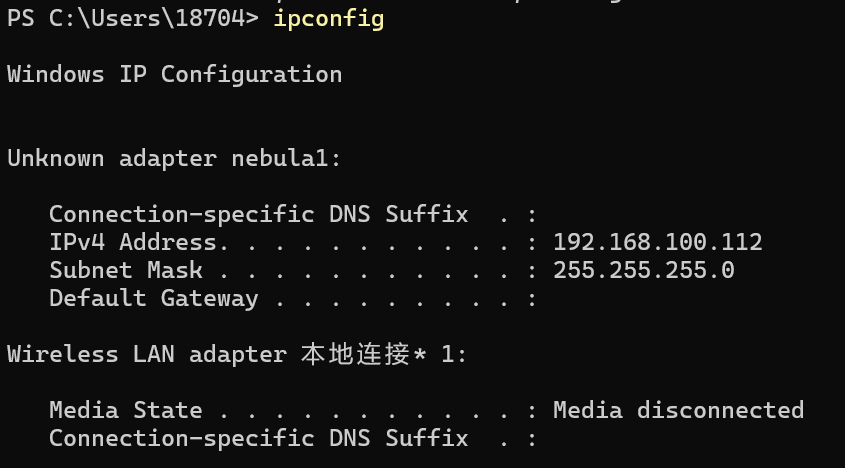 PS C:\Users\18704> ipconfig
Windows IP Configuration
Unknown adapter nebula1:
Connection-specific DNS Suffix  . :
IPv4 Address. . . . . . . . . . . : 192.168.100.112
Subnet Mask . . . . . . . . . . . : 255.255.255.0
Default Gateway . . . . . . . . . :
Wireless LAN adapter 本地连接* 1:
Media State . . . . . . . . . . . : Media disconnected
Connection-specific DNS Suffix  . :